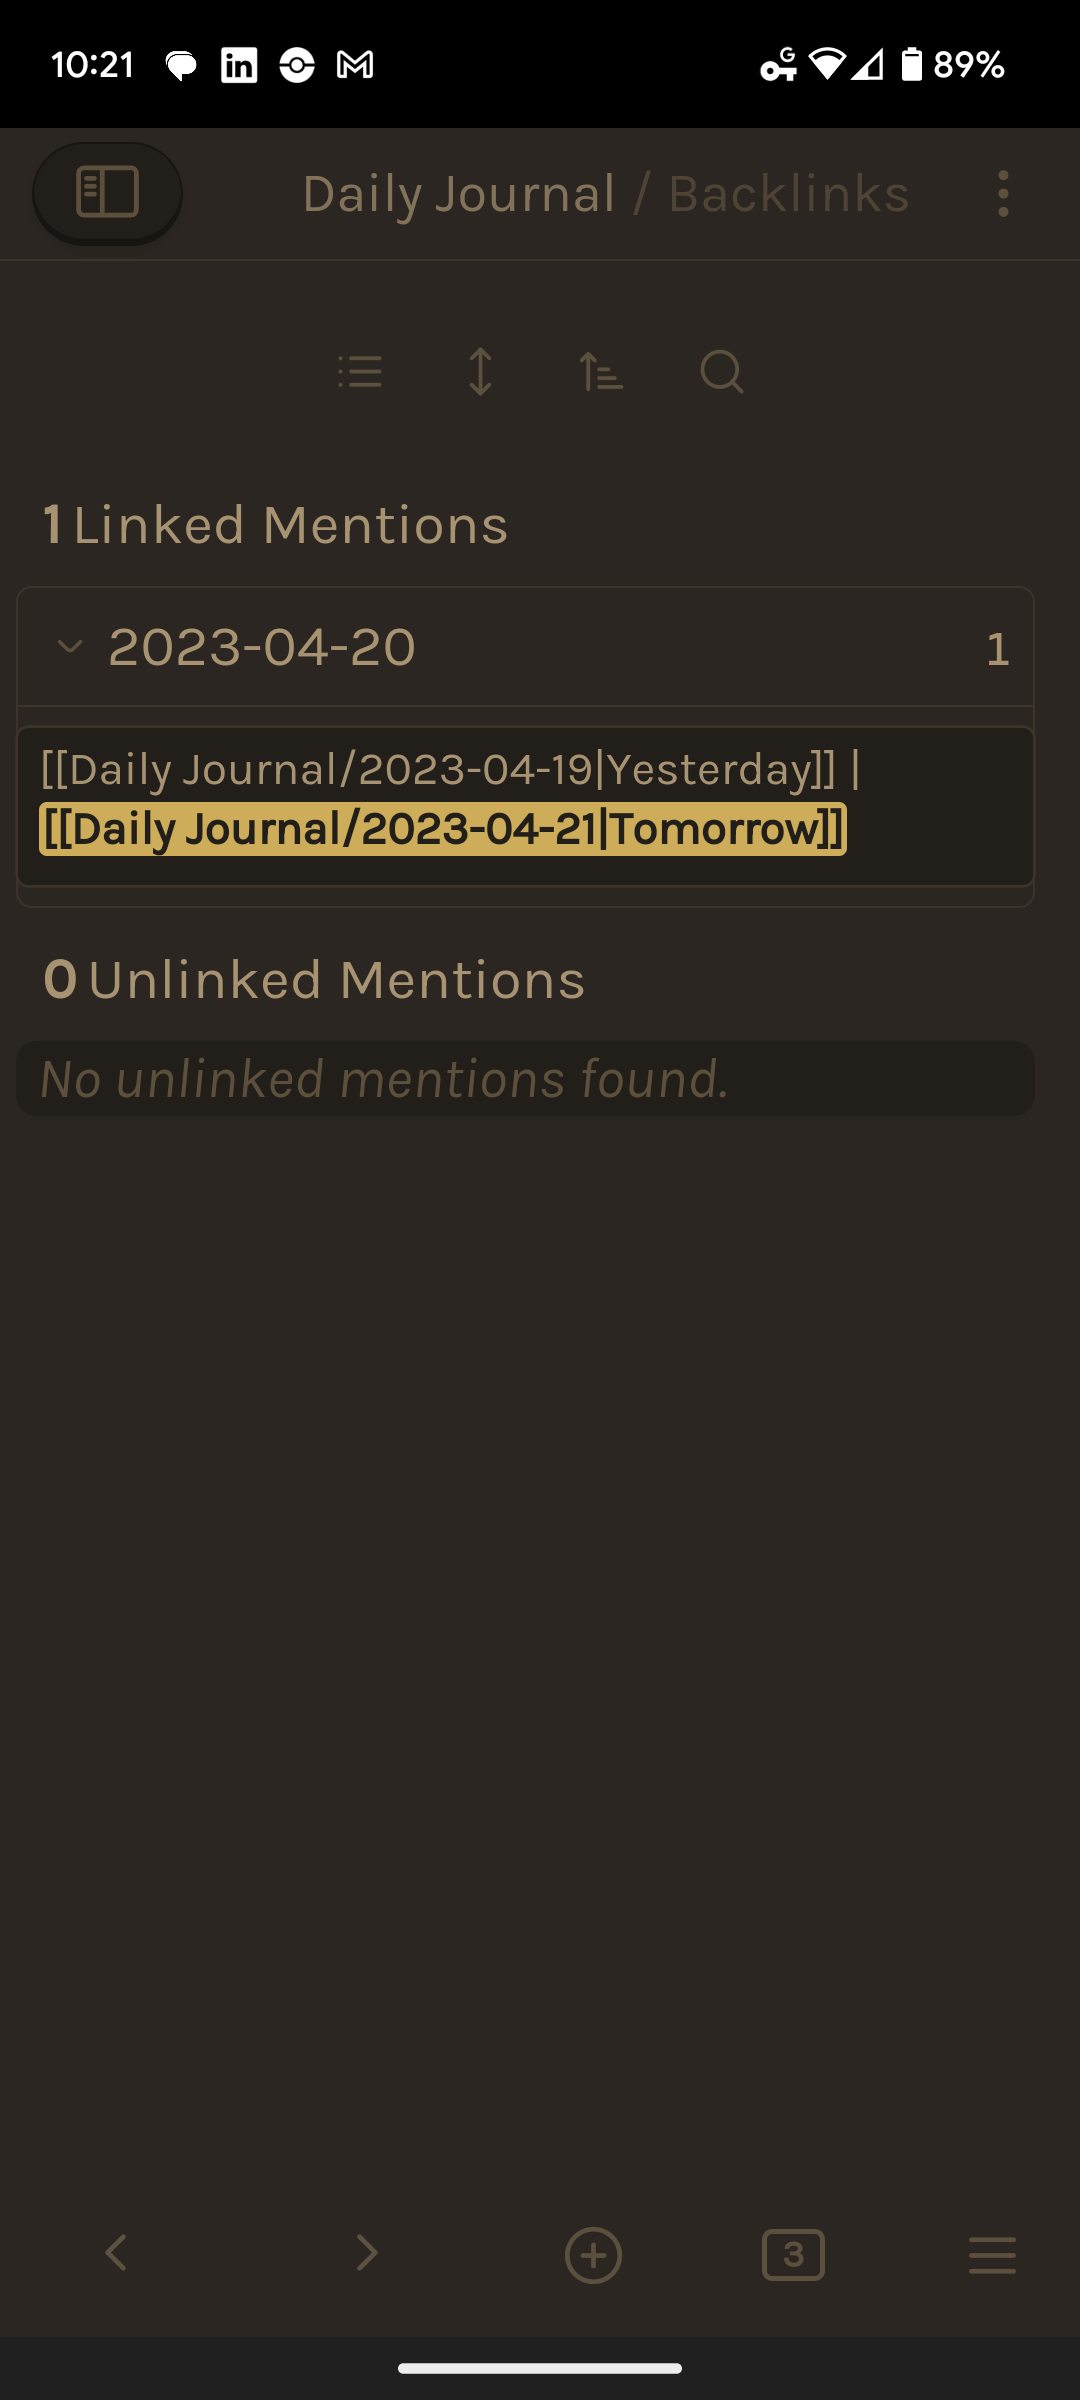 10:21 in G 89%
Daily Journal / Backlinks
1 Linked Mentions
2023-04-20 1
[[Daily Journal/2023-04-19|Yesterday]] |
[[Daily Journal/2023-04-21|Tomorrow]]
0 Unlinked Mentions
No unlinked mentions found.
3